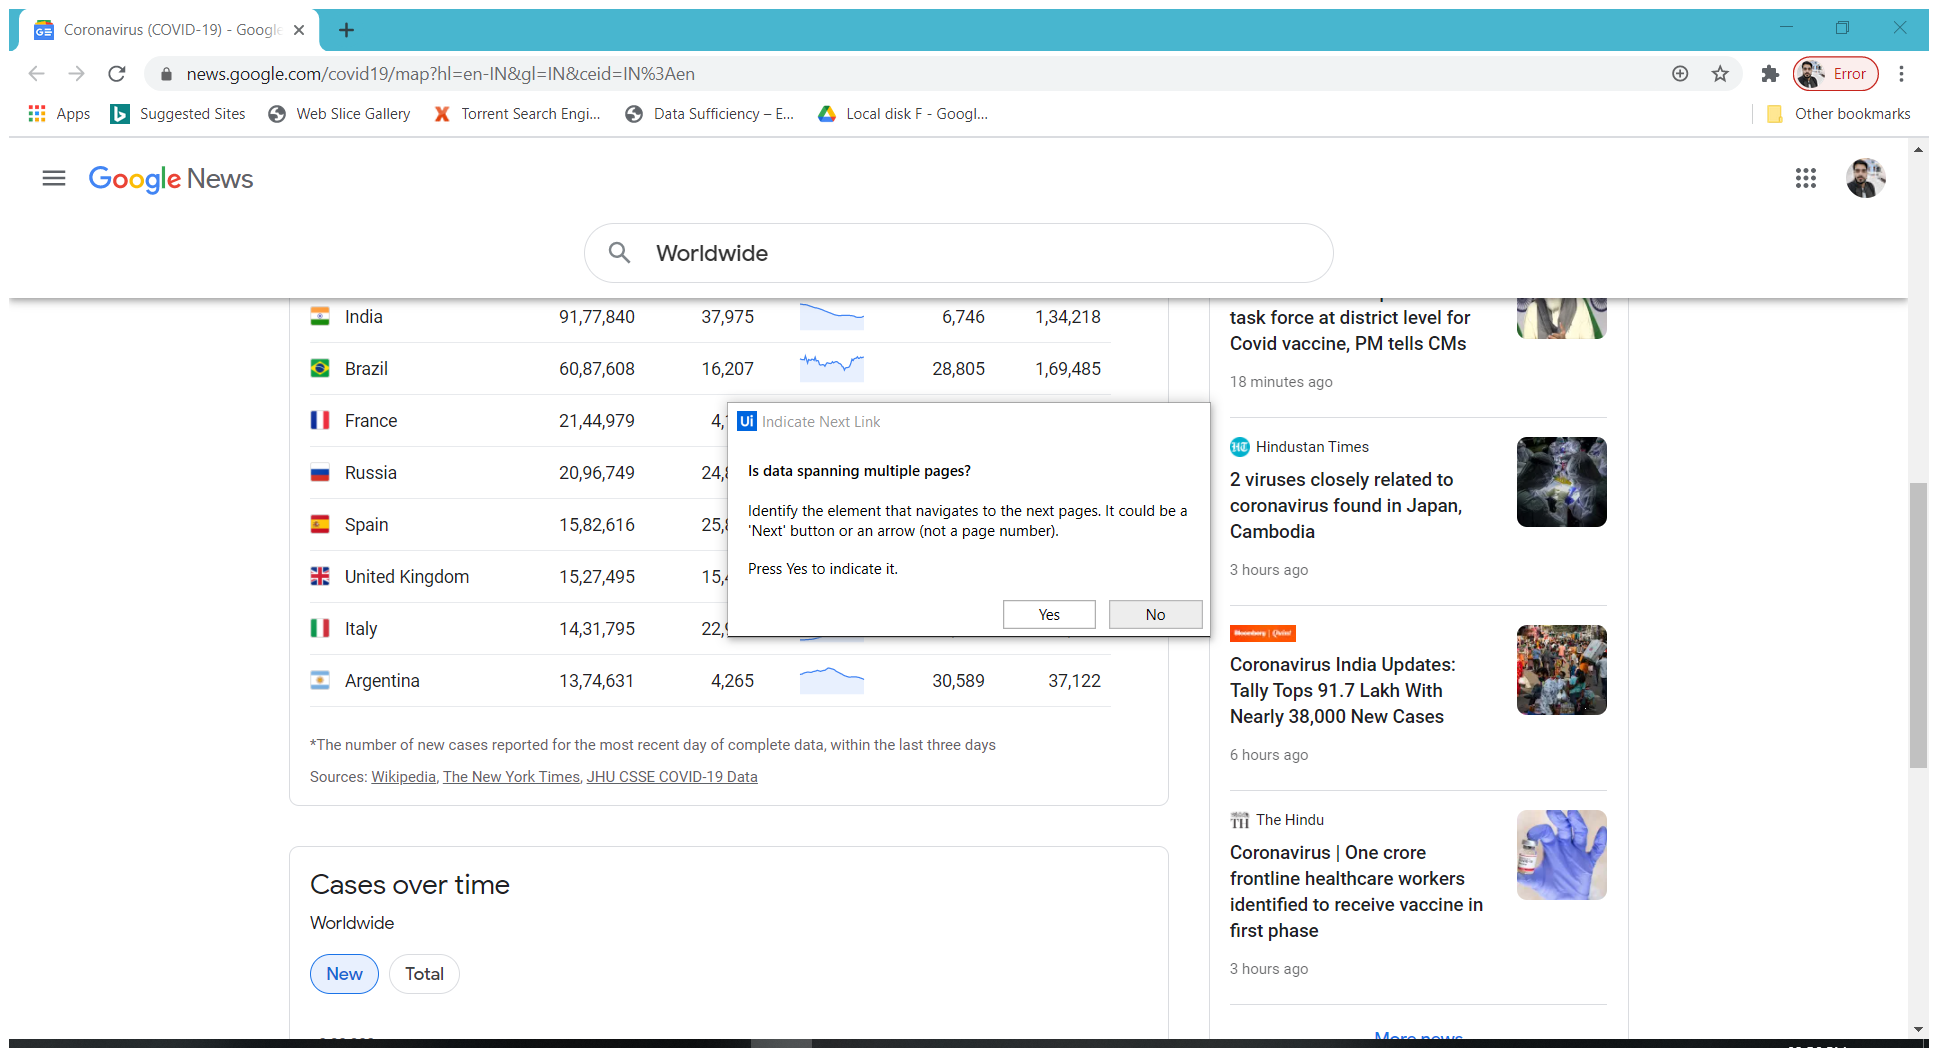 Coronavirus (COVID-19) - Google
news.google.com/covid19/map?hl=en-IN&gl=IN&ceid=IN%3Aen
Error
Apps Suggested Sites Web Slice Gallery Torrent Search Engi... Data Sufficiency – E... Local disk F - Googl... Other bookmarks
Google News
Worldwide
India 91,77,840 37,975 6,746 1,34,218
Brazil 60,87,608 16,207 28,805 1,69,485
France 21,44,979
Russia 20,96,749
Spain 15,82,616
United Kingdom 15,27,495
Italy 14,31,795
Argentina 13,74,631 4,265 30,589 37,122
*The number of new cases reported for the most recent day of complete data, within the last three days
Sources: Wikipedia, The New York Times, JHU CSSE COVID-19 Data
Ui Indicate Next Link
Is data spanning multiple pages?
Identify the element that navigates to the next pages. It could be a
'Next' button or an arrow (not a page number).
Press Yes to indicate it.
Yes No
Cases over time
Worldwide
New Total
task force at district level for
Covid vaccine, PM tells CMs
18 minutes ago
HT Hindustan Times
2 viruses closely related to
coronavirus found in Japan,
Cambodia
3 hours ago
Bloomberg | Quint
Coronavirus India Updates:
Tally Tops 91.7 Lakh With
Nearly 38,000 New Cases
6 hours ago
TH The Hindu
Coronavirus | One crore
frontline healthcare workers
identified to receive vaccine in
first phase
3 hours ago
More news